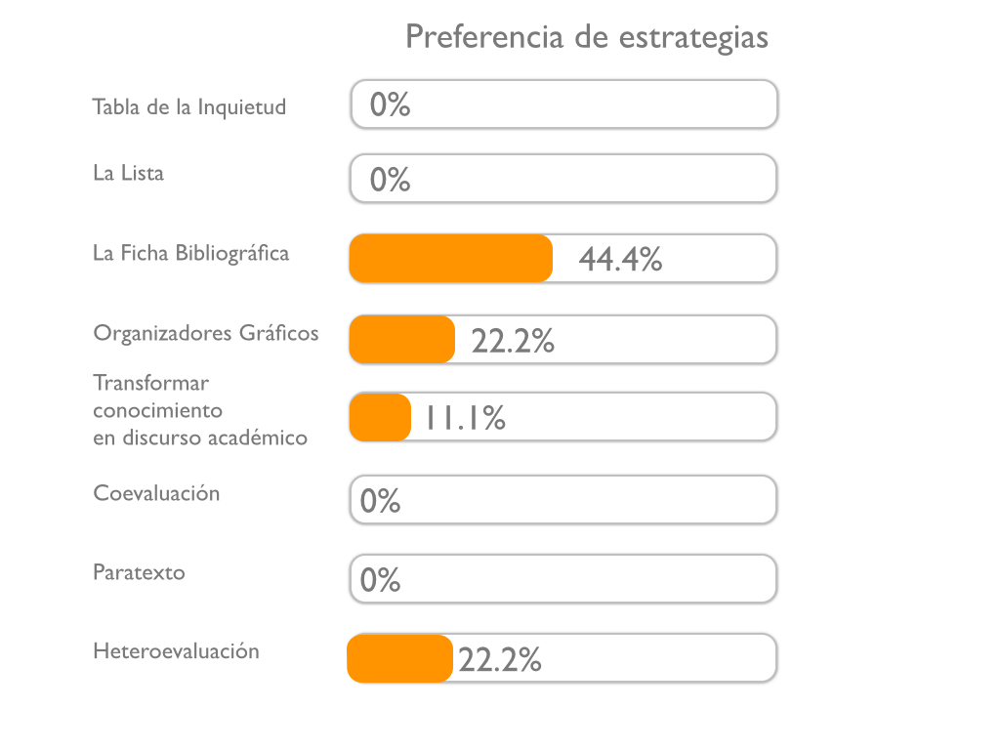 Preferencia de estrategias
Tabla de la Inquietud
0%
La Lista
0%
La Ficha Bibliográfica
44.4%
Organizadores Gráficos
22.2%
Transformar
conocimiento
en discurso académico
11.1%
Coevaluación
0%
Paratexto
0%
Heteroevaluación
22.2%